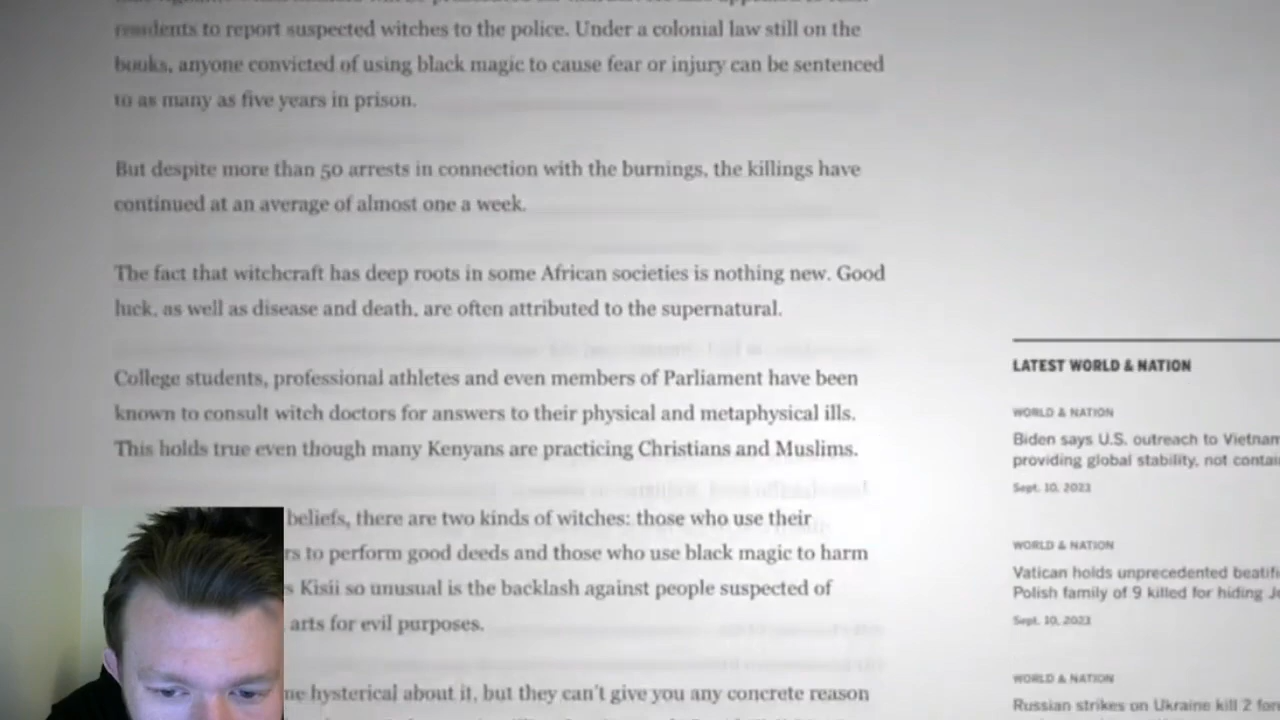 residents to report suspected witches to the police. Under a colonial law still on the
books, anyone convicted of using black magic to cause fear or injury can be sentenced
to as many as five years in prison.
But despite more than 50 arrests in connection with the burnings, the killings have
continued at an average of almost one a week.
The fact that witchcraft has deep roots in some African societies is nothing new. Good
luck, as well as disease and death, are often attributed to the supernatural.
College students, professional athletes and even members of Parliament have been
known to consult witch doctors for answers to their physical and metaphysical ills.
This holds true even though many Kenyans are practicing Christians and Muslims.
beliefs, there are two kinds of witches: those who use their
rs to perform good deeds and those who use black magic to harm
s Kisii so unusual is the backlash against people suspected of
arts for evil purposes.
ne hysterical about it, but they can't give you any concrete reason
LATEST WORLD & NATION
WORLD & NATION
Biden says U.S. outreach to Vietnam
providing global stability, not contai
Sept. 10, 2023
WORLD & NATION
Vatican holds unprecedented beatifi
Polish family of 9 killed for hiding Je
Sept. 10, 2023
WORLD & NATION
Russian strikes on Ukraine kill 2 fore